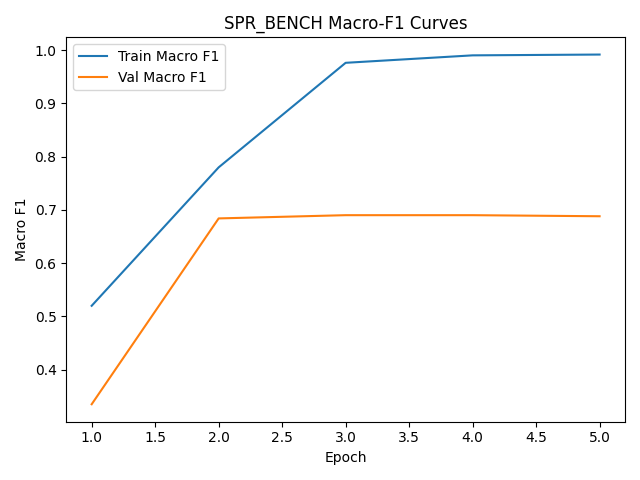 SPR_BENCH Macro-F1 Curves
Train Macro F1
Val Macro F1
Macro F1
1.0
0.9
0.8
0.7
0.6
0.5
0.4
1.0 1.5 2.0 2.5 3.0 3.5 4.0 4.5 5.0
Epoch